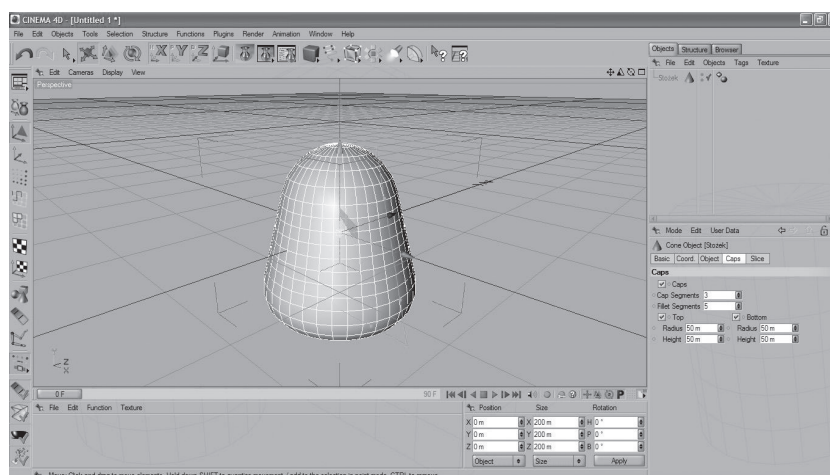 CINEMA 4D - [Untitled 1 *]
File Edit Objects Tools Selection Structure Functions Plugins Render Animation Window Help
Edit Cameras Display View
Perspective
Objects Structure Browser
File Edit Objects Tags Texture
Stozek
Mode Edit User Data
Cone Object [Stozek]
Basic Coord. Object Caps Slice
Caps
Caps
Cap Segments 3
Fillet Segments 5
Top Bottom
Radius 50 m Radius 50 m
Height 50 m Height 50 m
Z
X
0 F 90 F P
File Edit Function Texture
Position Size Rotation
X 0 m X 200 m H 0 °
Y 0 m Y 200 m P 0 °
Z 0 m Z 200 m B 0 °
Object Size Apply